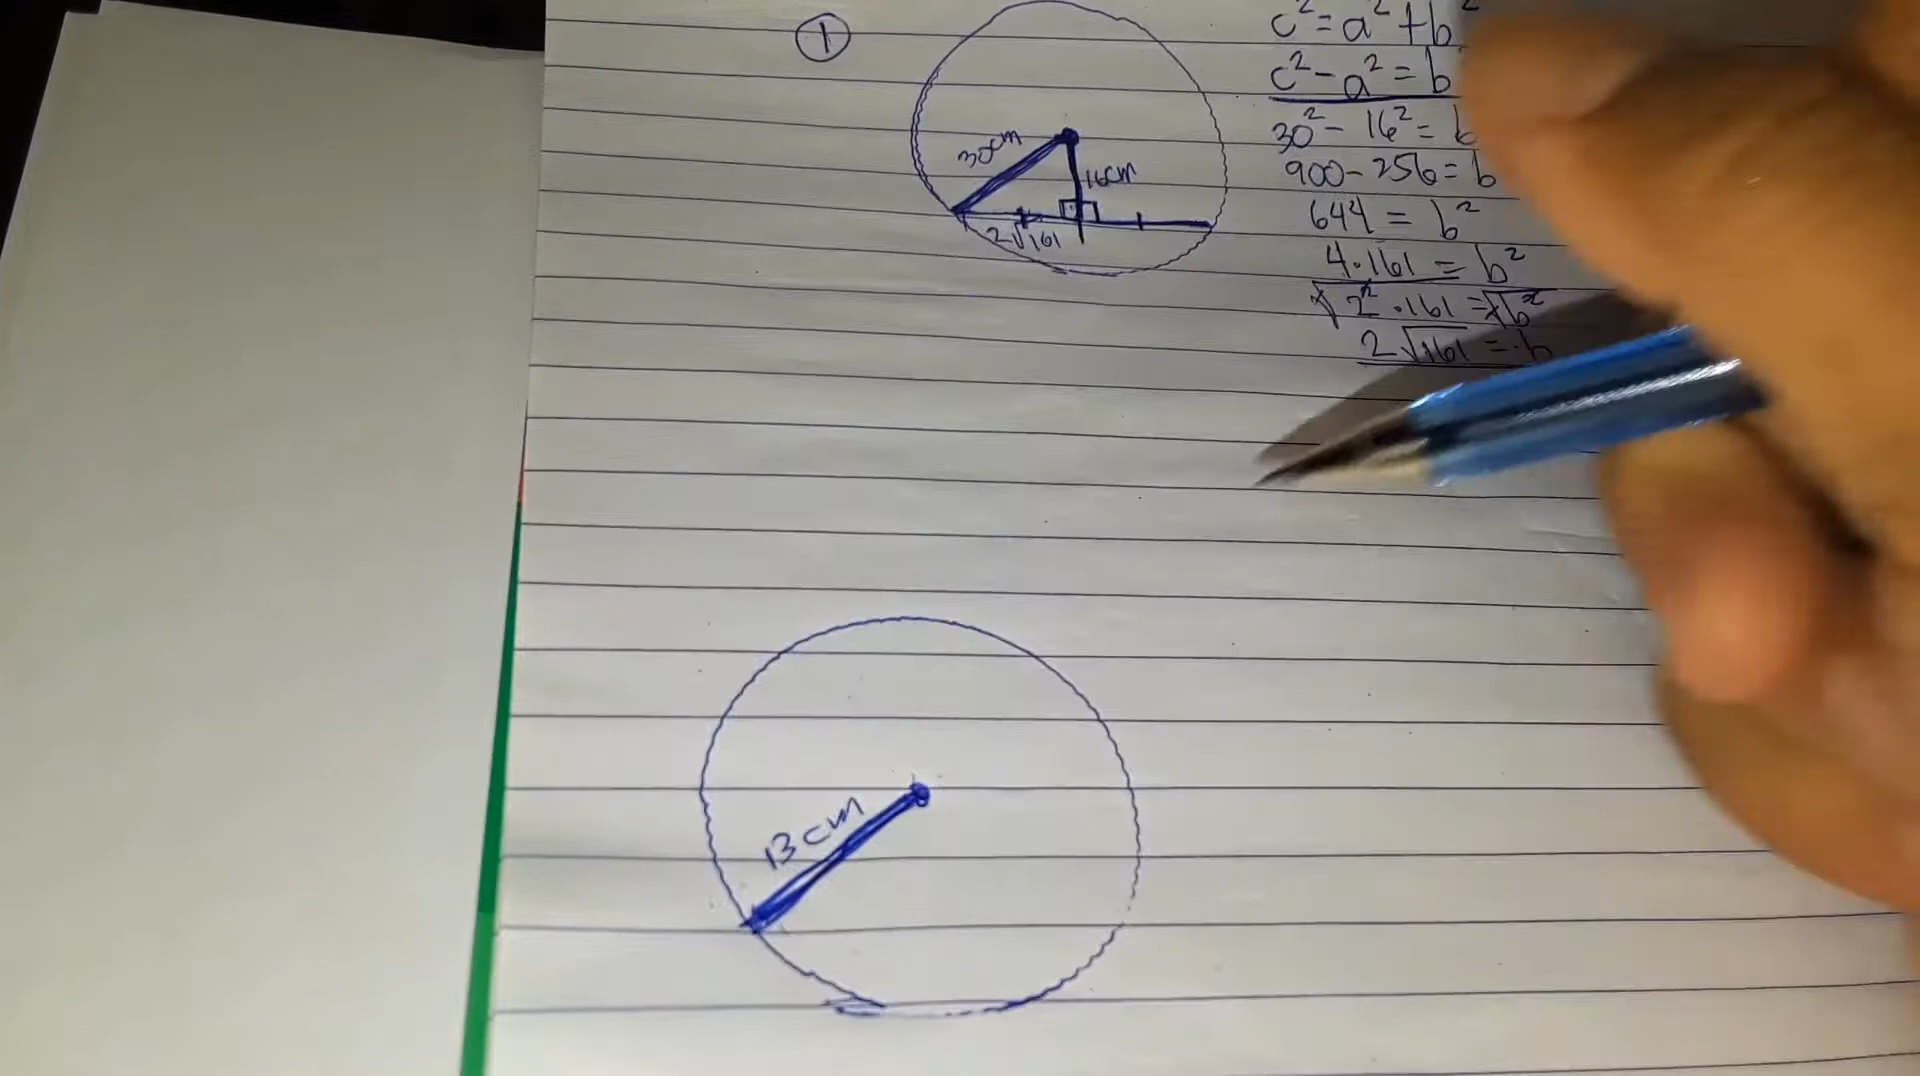 1
c² = a² + b²
c² - a² = b
30² - 16² = b
900 - 256 = b
644 = b²
4·161 = b²
√2²·161 = √b²
2√161 = b
30cm
16cm
2√161
13cm